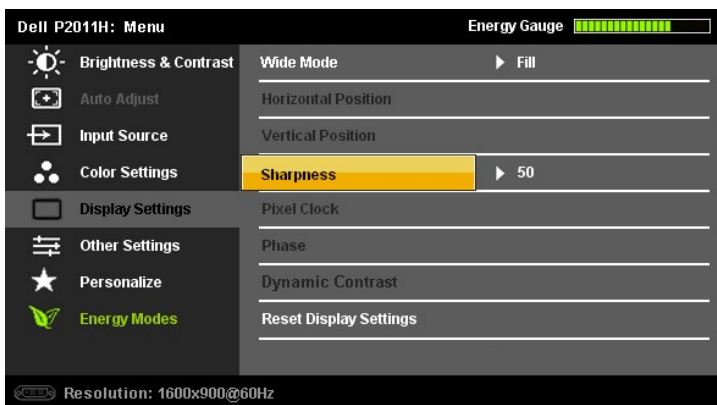 Dell P2011H: Menu
Energy Gauge
Brightness & Contrast
Auto Adjust
Input Source
Color Settings
Display Settings
Other Settings
Personalize
Energy Modes
Wide Mode Fill
Horizontal Position
Vertical Position
Sharpness 50
Pixel Clock
Phase
Dynamic Contrast
Reset Display Settings
Resolution: 1600x900@60Hz